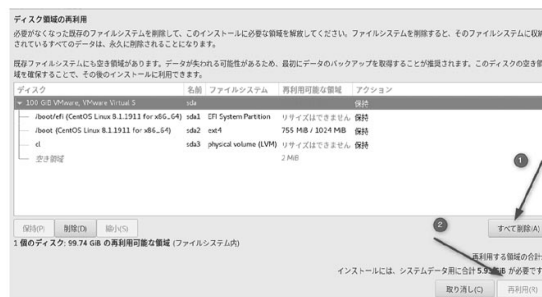 ディスク領域の再利用
必要がなくなった既存のファイルシステムを削除して、このインストールに必要な領域を解放してください。ファイルシステムを削除すると、そのファイルシステムに収納
されているすべてのデータは、永久に削除されることになります。
既存ファイルシステムにも空き領域があります。データが失われる可能性があるため、最初にデータのバックアップを取得することが推奨されます。このディスクの空き領
域を確保することで、その後のインストールに利用できます。
ディスク 名前 ファイルシステム 再利用可能な領域 アクション
100 GiB VMware, VMware Virtual S sda 保持
/boot/efi (CentOS Linux 8.1.1911 for x86_64) sda1 EFI System Partition リサイズはできません 保持
/boot (CentOS Linux 8.1.1911 for x86_64) sda2 ext4 755 MiB / 1024 MiB 保持
cl sda3 physical volume (LVM) リサイズはできません 保持
空き領域 2 MiB
1
保持(P) 削除(D) 縮小(S) 2 すべて削除(A)
1 個のディスク; 99.74 GiB の再利用可能な領域 (ファイルシステム内)
再利用する領域の合計
インストールには、システムデータ用に合計 5.9 GiB が必要です
取り消し(C) 再利用(R)